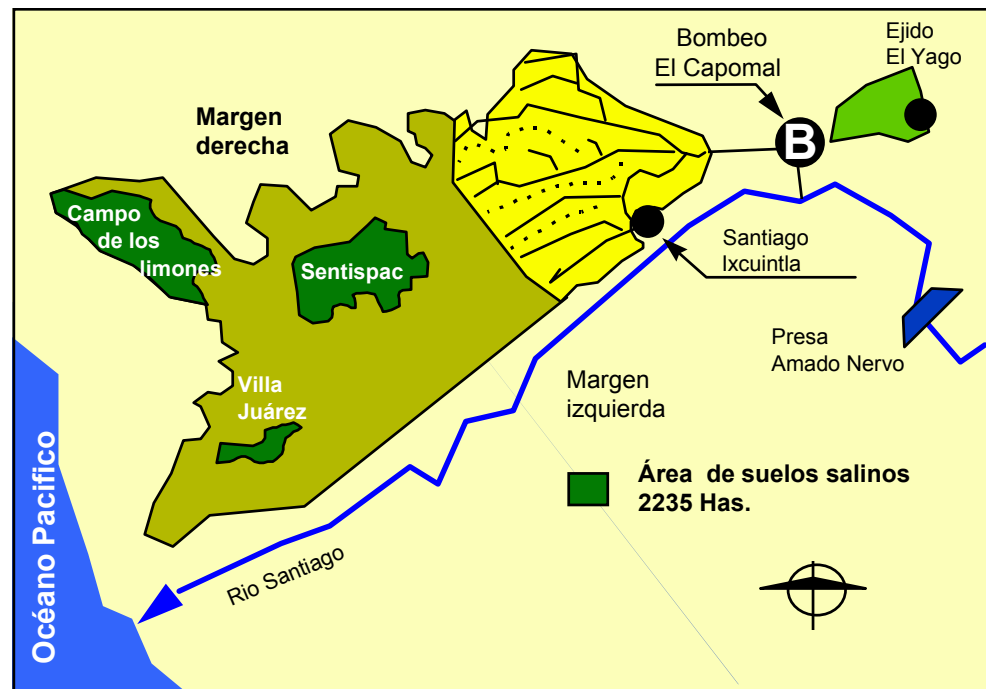 Bombeo
El Capomal
Ejido
El Yago
Margen
derecha
B
Campo
de los
limones
Sentispac
Santiago
Ixcuintla
Presa
Amado Nervo
Villa
Juárez
Margen
izquierda
Área de suelos salinos
2235 Has.
Rio Santiago
Océano Pacifico